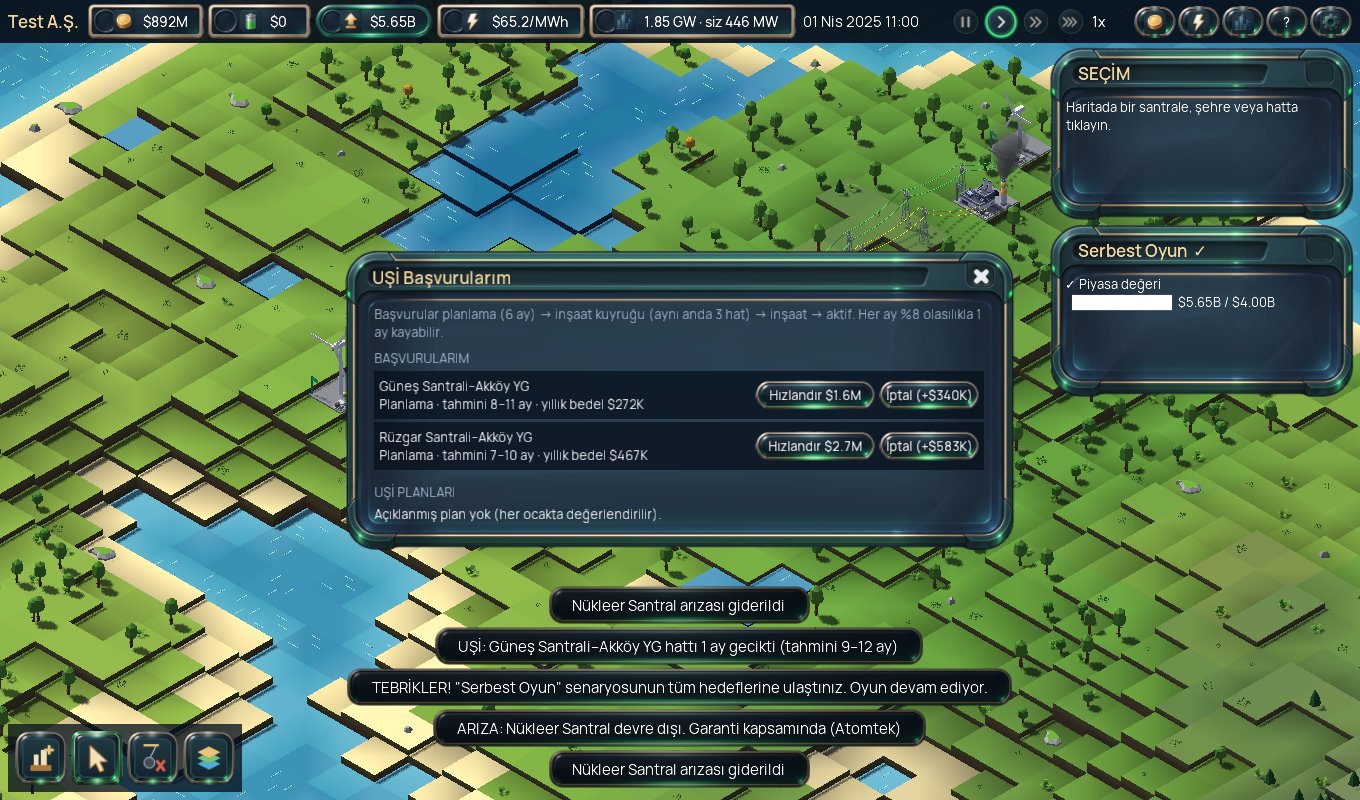 Test A.Ş.
$892M
$0
$5.65B
$65.2/MWh
1.85 GW · siz 446 MW
01 Nis 2025 11:00
1x
?
SEÇİM
Haritada bir santrale, şehre veya hatta
tıklayın.
Serbest Oyun ✓
✓ Piyasa değeri
$5.65B / $4.00B
UŞİ Başvurularım
Başvurular planlama (6 ay) → inşaat kuyruğu (aynı anda 3 hat) → inşaat → aktif. Her ay %8 olasılıkla 1
ay kayabilir.
BAŞVURULARIM
Güneş Santrali–Akköy YG
Planlama · tahmini 8–11 ay · yıllık bedel $272K
Hızlandır $1.6M
İptal (+$340K)
Rüzgar Santrali–Akköy YG
Planlama · tahmini 7–10 ay · yıllık bedel $467K
Hızlandır $2.7M
İptal (+$583K)
UŞİ PLANLARI
Açıklanmış plan yok (her ocakta değerlendirilir).
Nükleer Santral arızası giderildi
UŞİ: Güneş Santrali–Akköy YG hattı 1 ay gecikti (tahmini 9–12 ay)
TEBRİKLER! "Serbest Oyun" senaryosunun tüm hedeflerine ulaştınız. Oyun devam ediyor.
ARIZA: Nükleer Santral devre dışı. Garanti kapsamında (Atomtek)
Nükleer Santral arızası giderildi